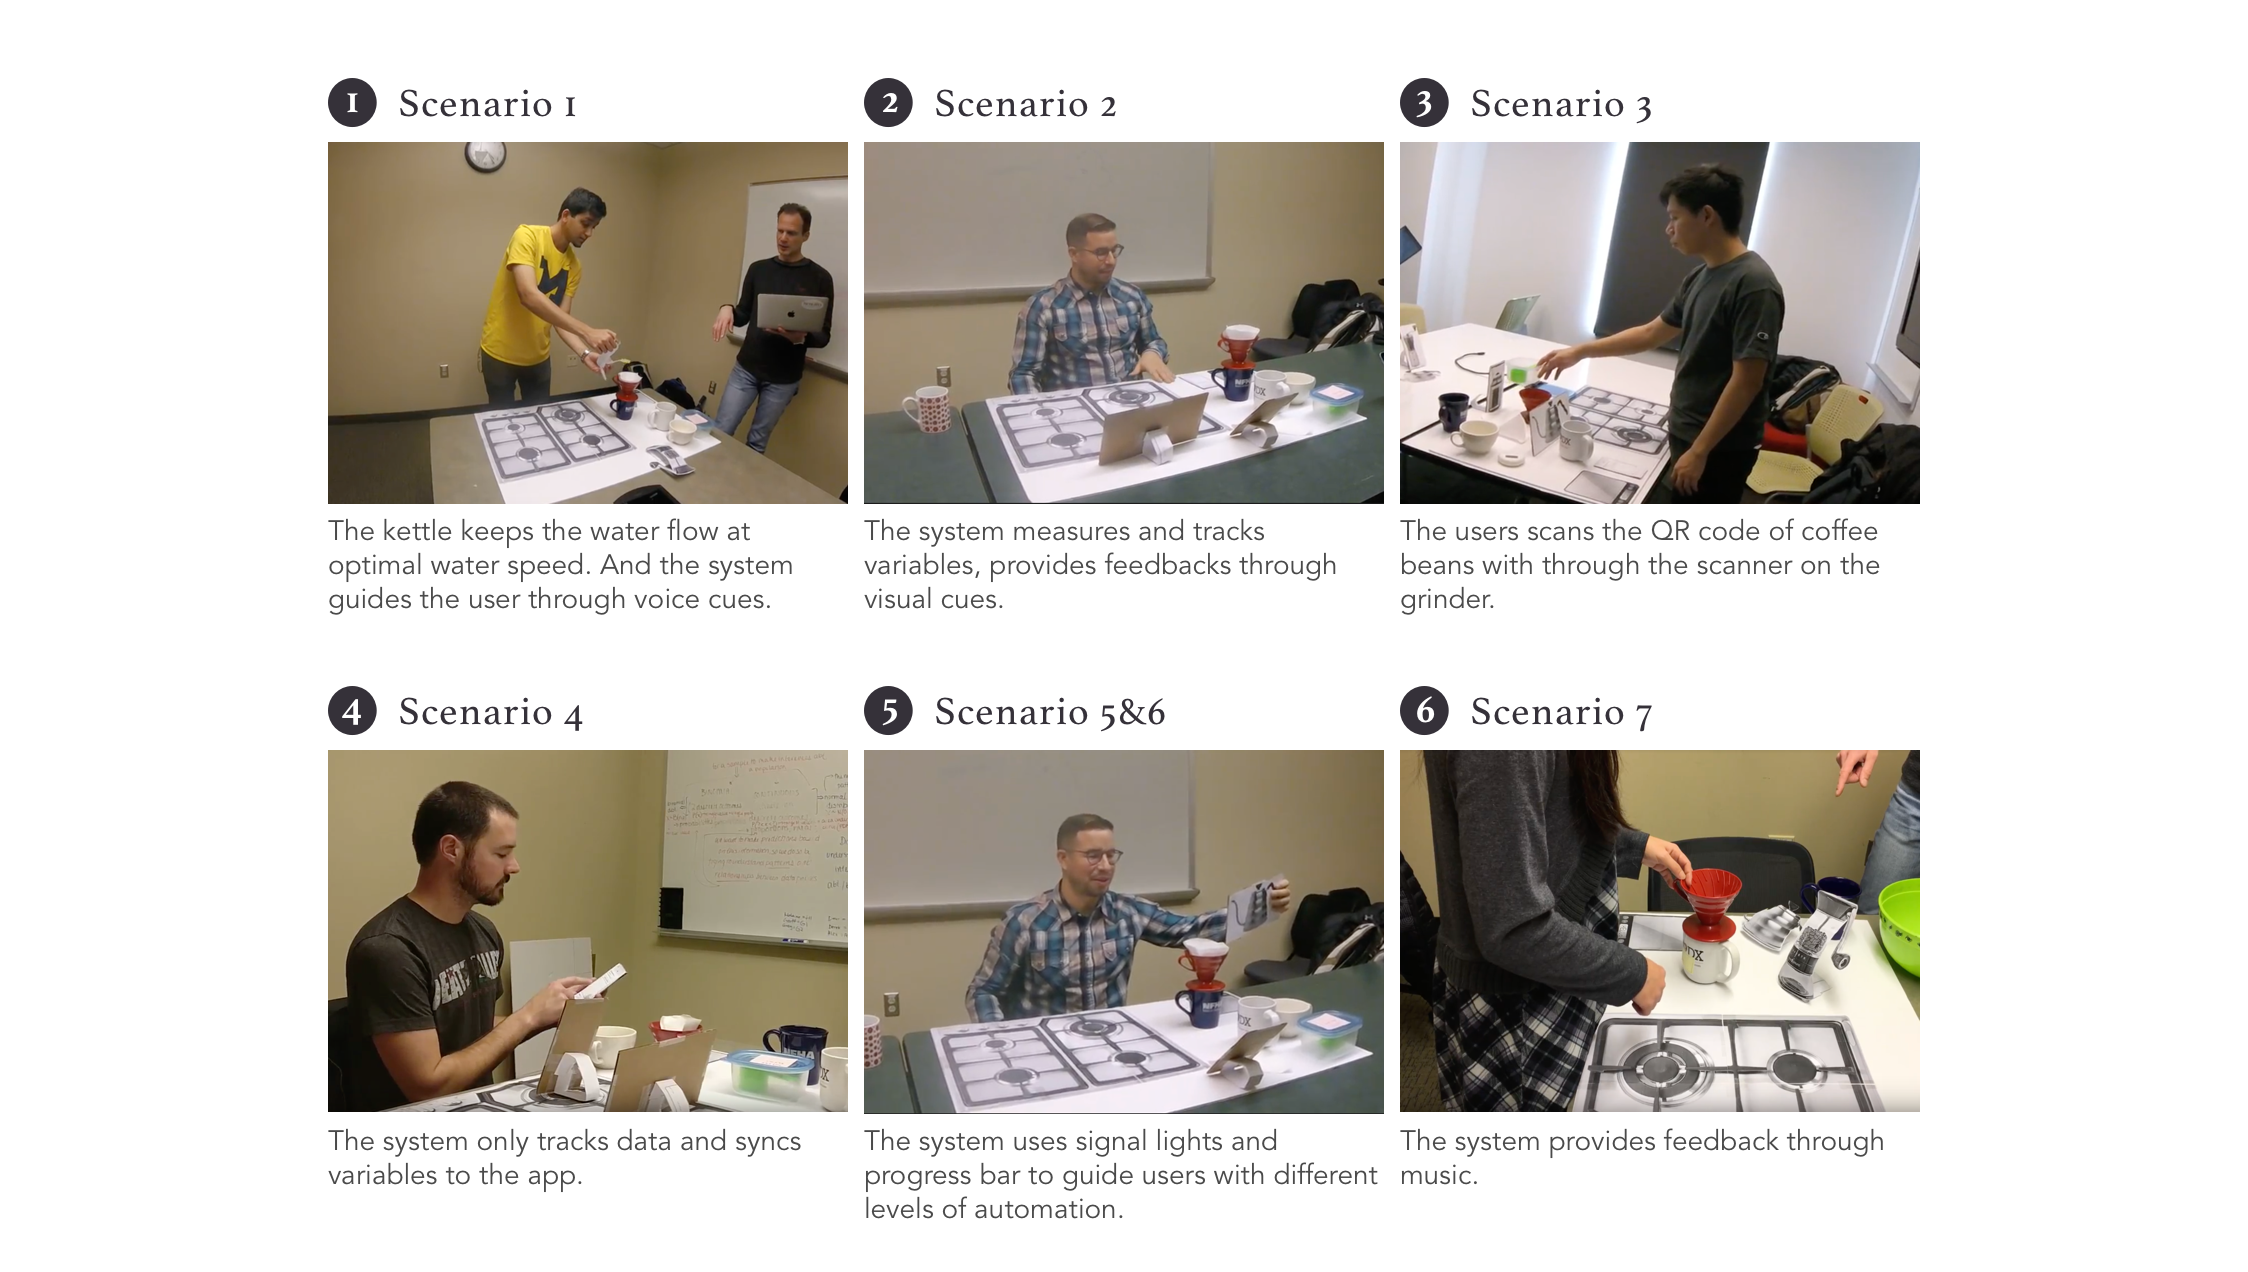 1 Scenario 1
2 Scenario 2
3 Scenario 3
The kettle keeps the water flow at
optimal water speed. And the system
guides the user through voice cues.
The system measures and tracks
variables, provides feedbacks through
visual cues.
The users scans the QR code of coffee
beans with through the scanner on the
grinder.
4 Scenario 4
5 Scenario 5&6
6 Scenario 7
The system only tracks data and syncs
variables to the app.
The system uses signal lights and
progress bar to guide users with different
levels of automation.
The system provides feedback through
music.